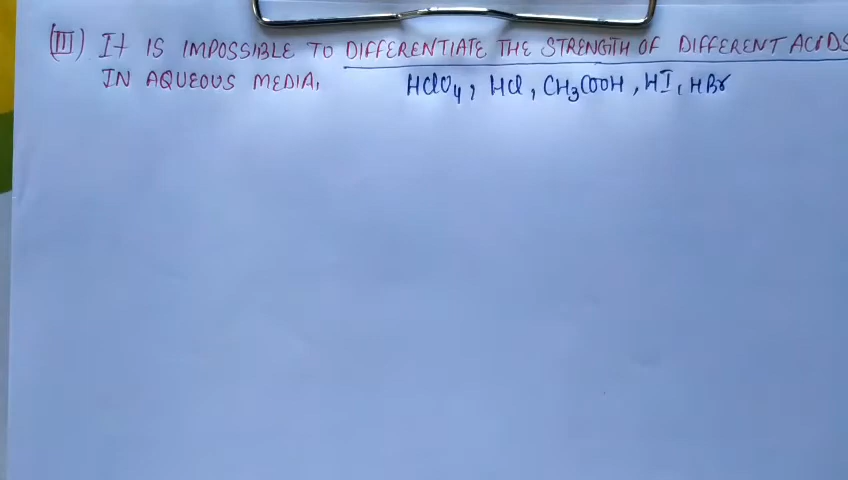 (III) It IS IMPOSSIBLE TO DIFFERENTIATE THE STRENGTH OF DIFFERENT ACIDS
IN AQUEOUS MEDIA, HClO4, HCl, CH3COOH, HI, HBr